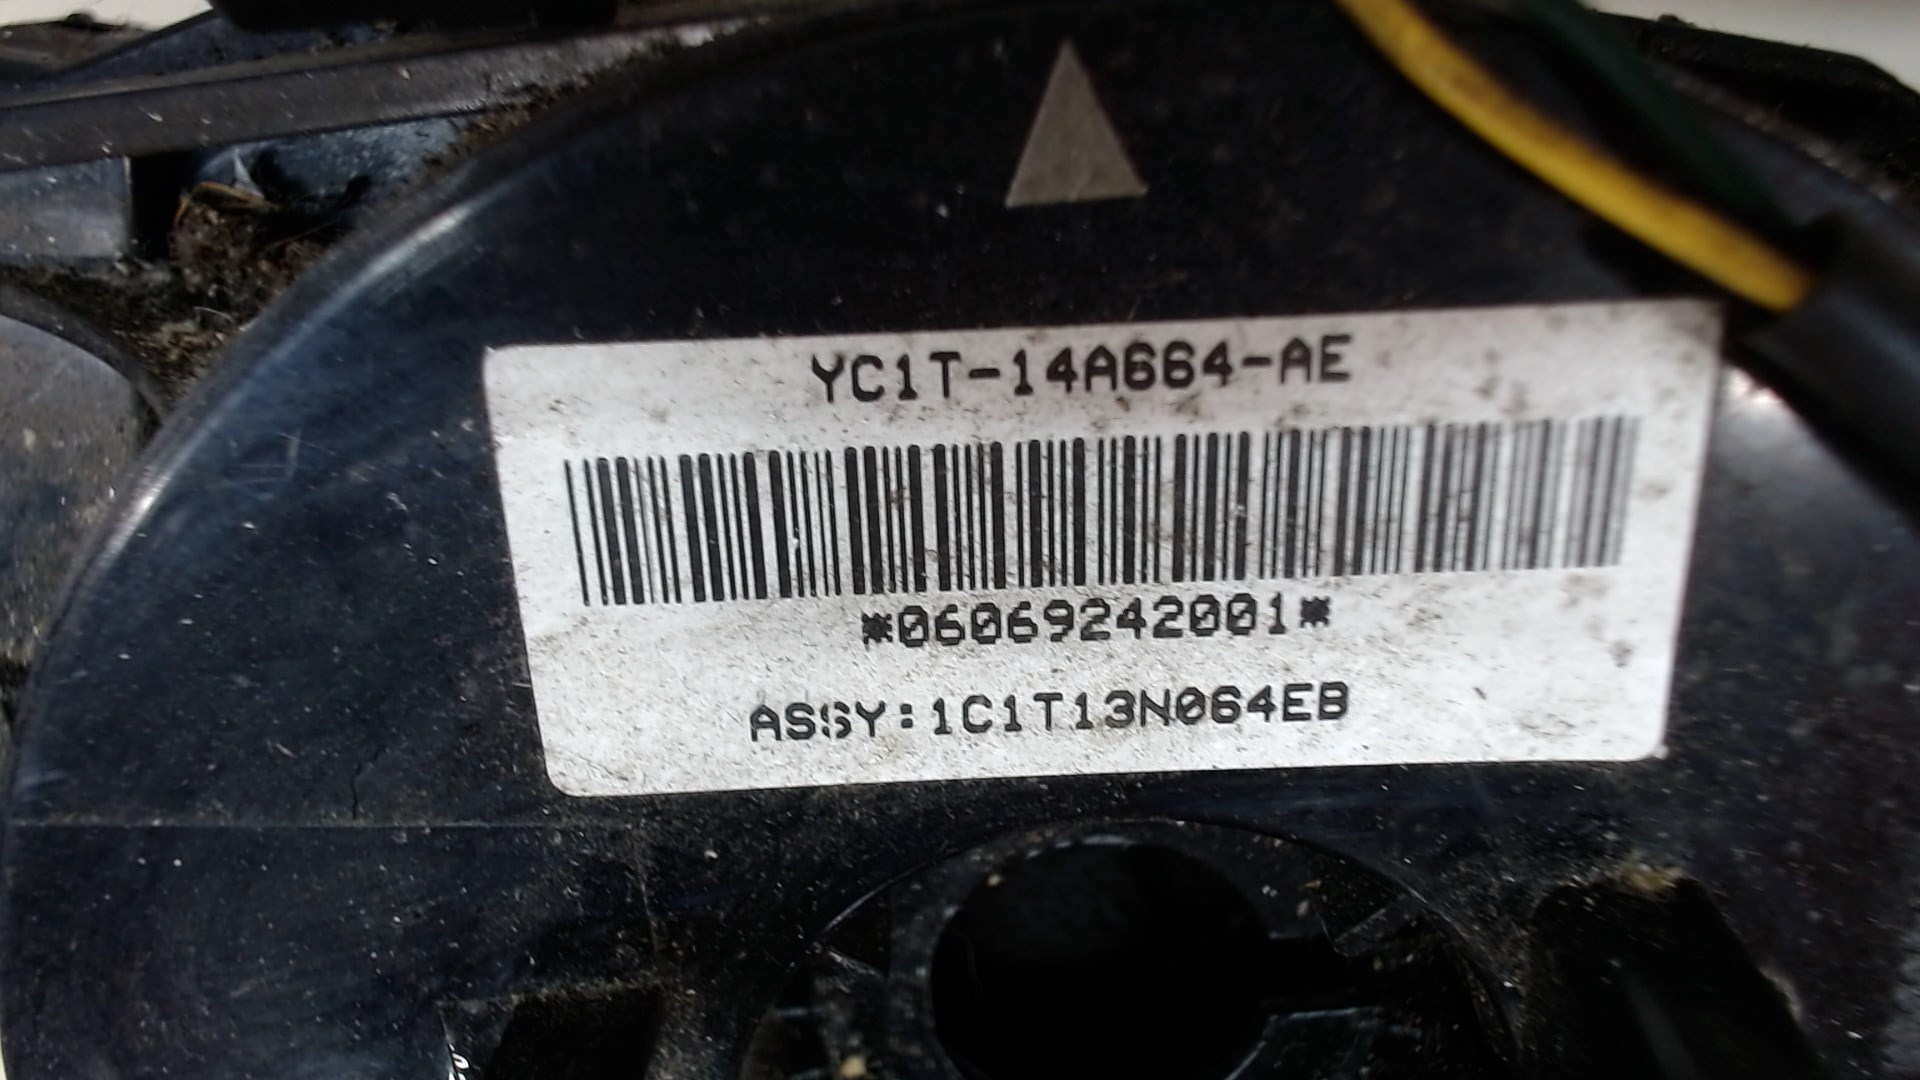 YC1T-14A664-AE
*06069242001*
ASSY:1C1T13N064EB